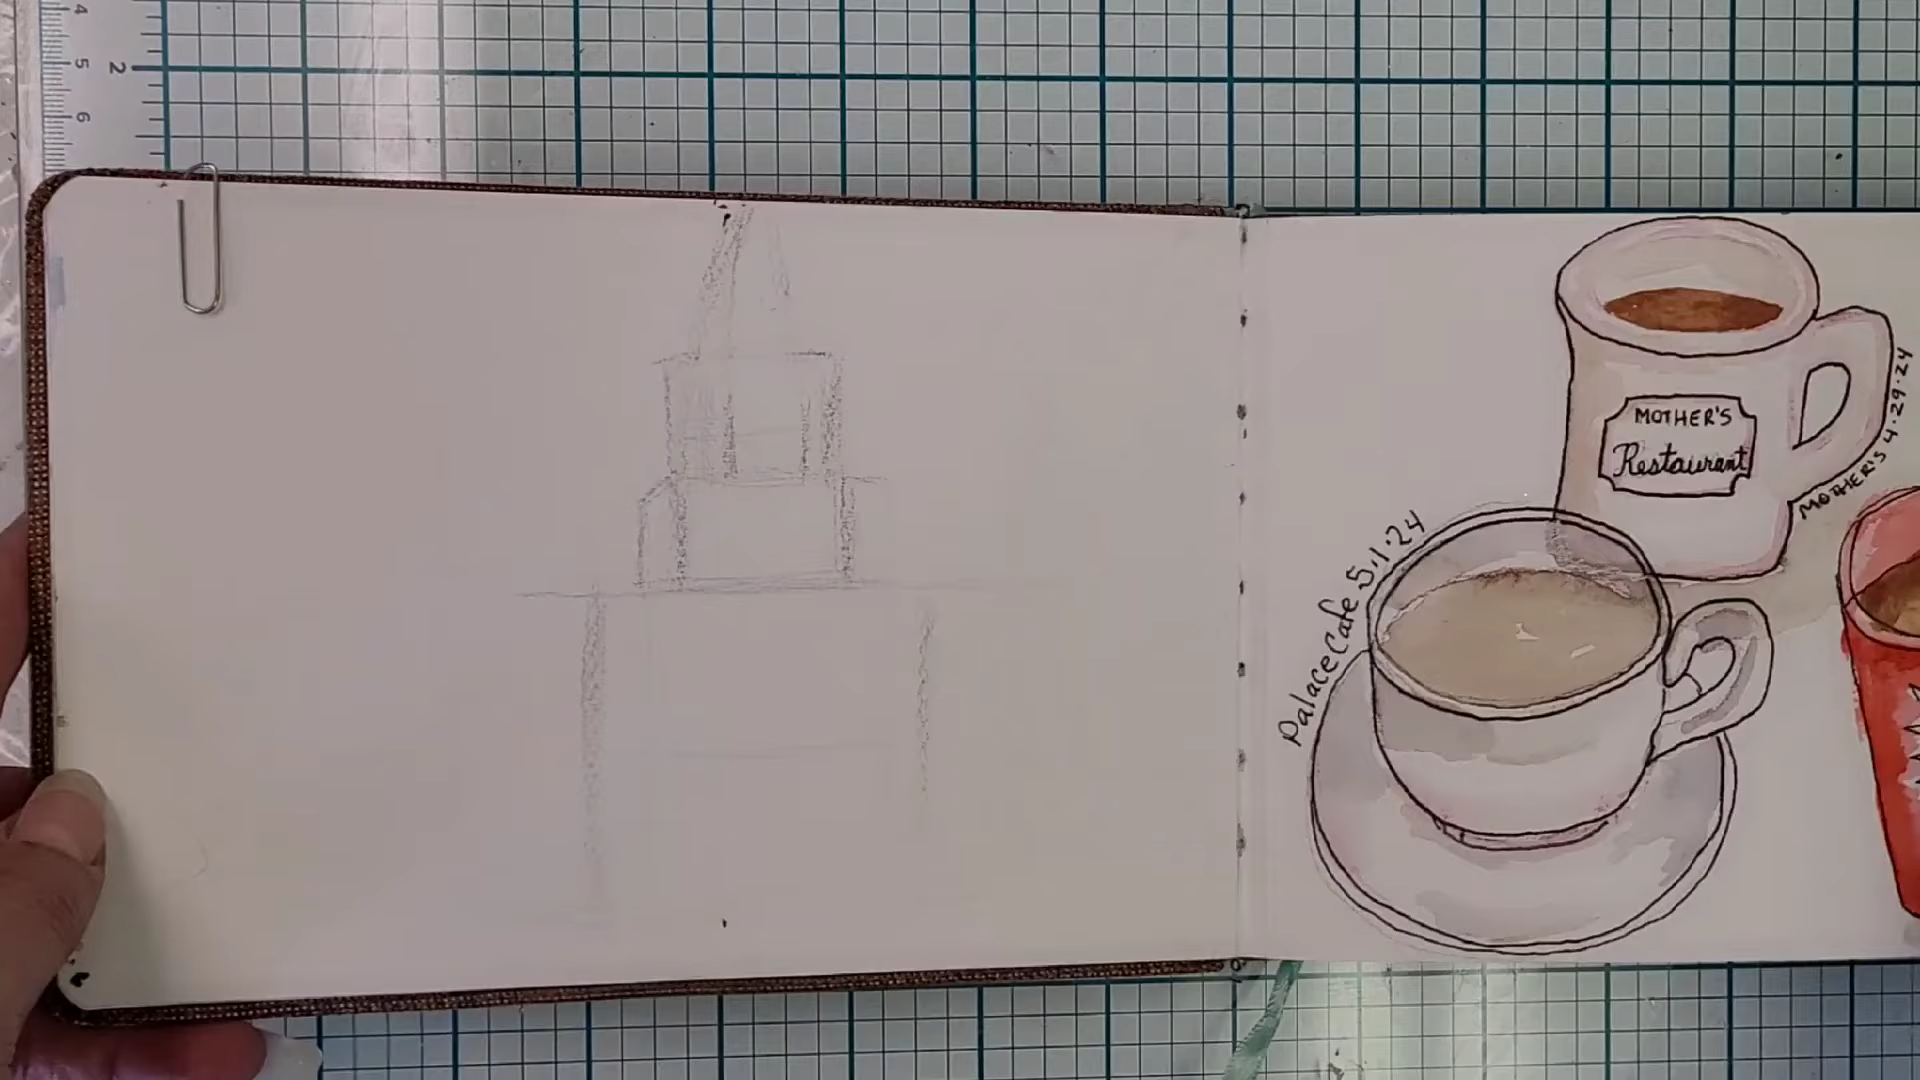 4
5
6
2
MOTHER'S
Restaurant
MOTHER'S 4·29·24
Palace Cafe 5·1·24